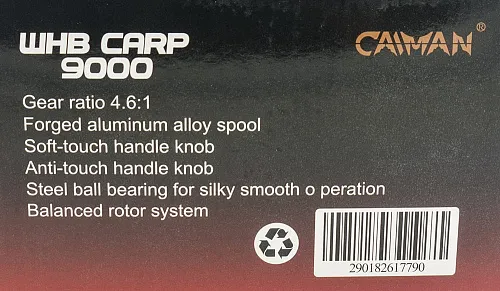 WHB CARP
9000
CAIMAN®
Gear ratio 4.6:1
Forged aluminum alloy spool
Soft-touch handle knob
Anti-touch handle knob
Steel ball bearing for silky smooth o peration
Balanced rotor system
290182617790